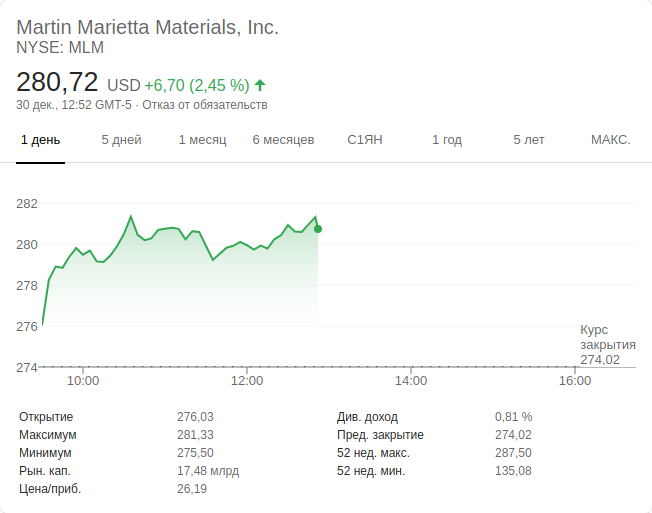 Martin Marietta Materials, Inc.
NYSE: MLM
280,72 USD +6,70 (2,45 %)
30 дек., 12:52 GMT-5 · Отказ от обязательств
1 день 5 дней 1 месяц 6 месяцев С1ЯН 1 год 5 лет МАКС.
282
280
278
276
Курс
закрытия
274,02
274
10:00 12:00 14:00 16:00
Открытие 276,03 Див. доход 0,81 %
Максимум 281,33 Пред. закрытие 274,02
Минимум 275,50 52 нед. макс. 287,50
Рын. кап. 17,48 млрд 52 нед. мин. 135,08
Цена/приб. 26,19